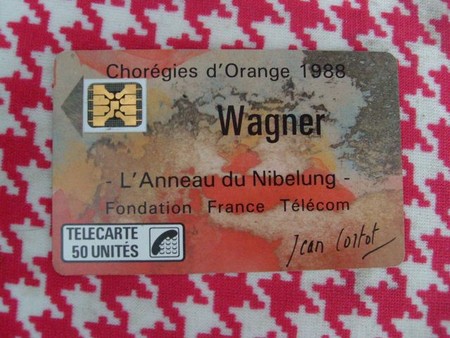 Chorégies d'Orange 1988
Wagner
- L'Anneau du Nibelung -
Fondation France Télécom
TELECARTE
50 UNITÉS
Jean Cortot